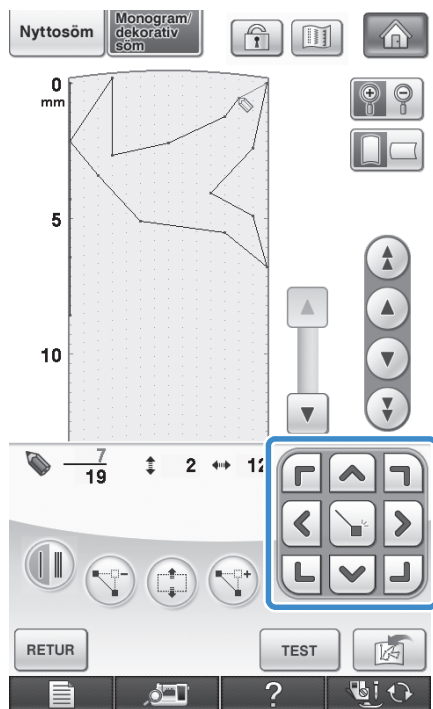 Nyttosöm
Monogram/
dekorativ
söm
0
mm
5
10
7
19
2
12
RETUR
TEST
?